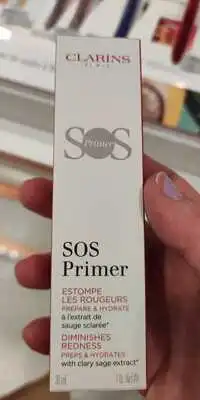 CLARINS
PARIS
SOS
Primer
SOS
Primer
ESTOMPE
LES ROUGEURS
PRÉPARE & HYDRATE
à l'extrait de
sauge sclarée*
DIMINISHES
REDNESS
PREPS & HYDRATES
with clary sage extract*